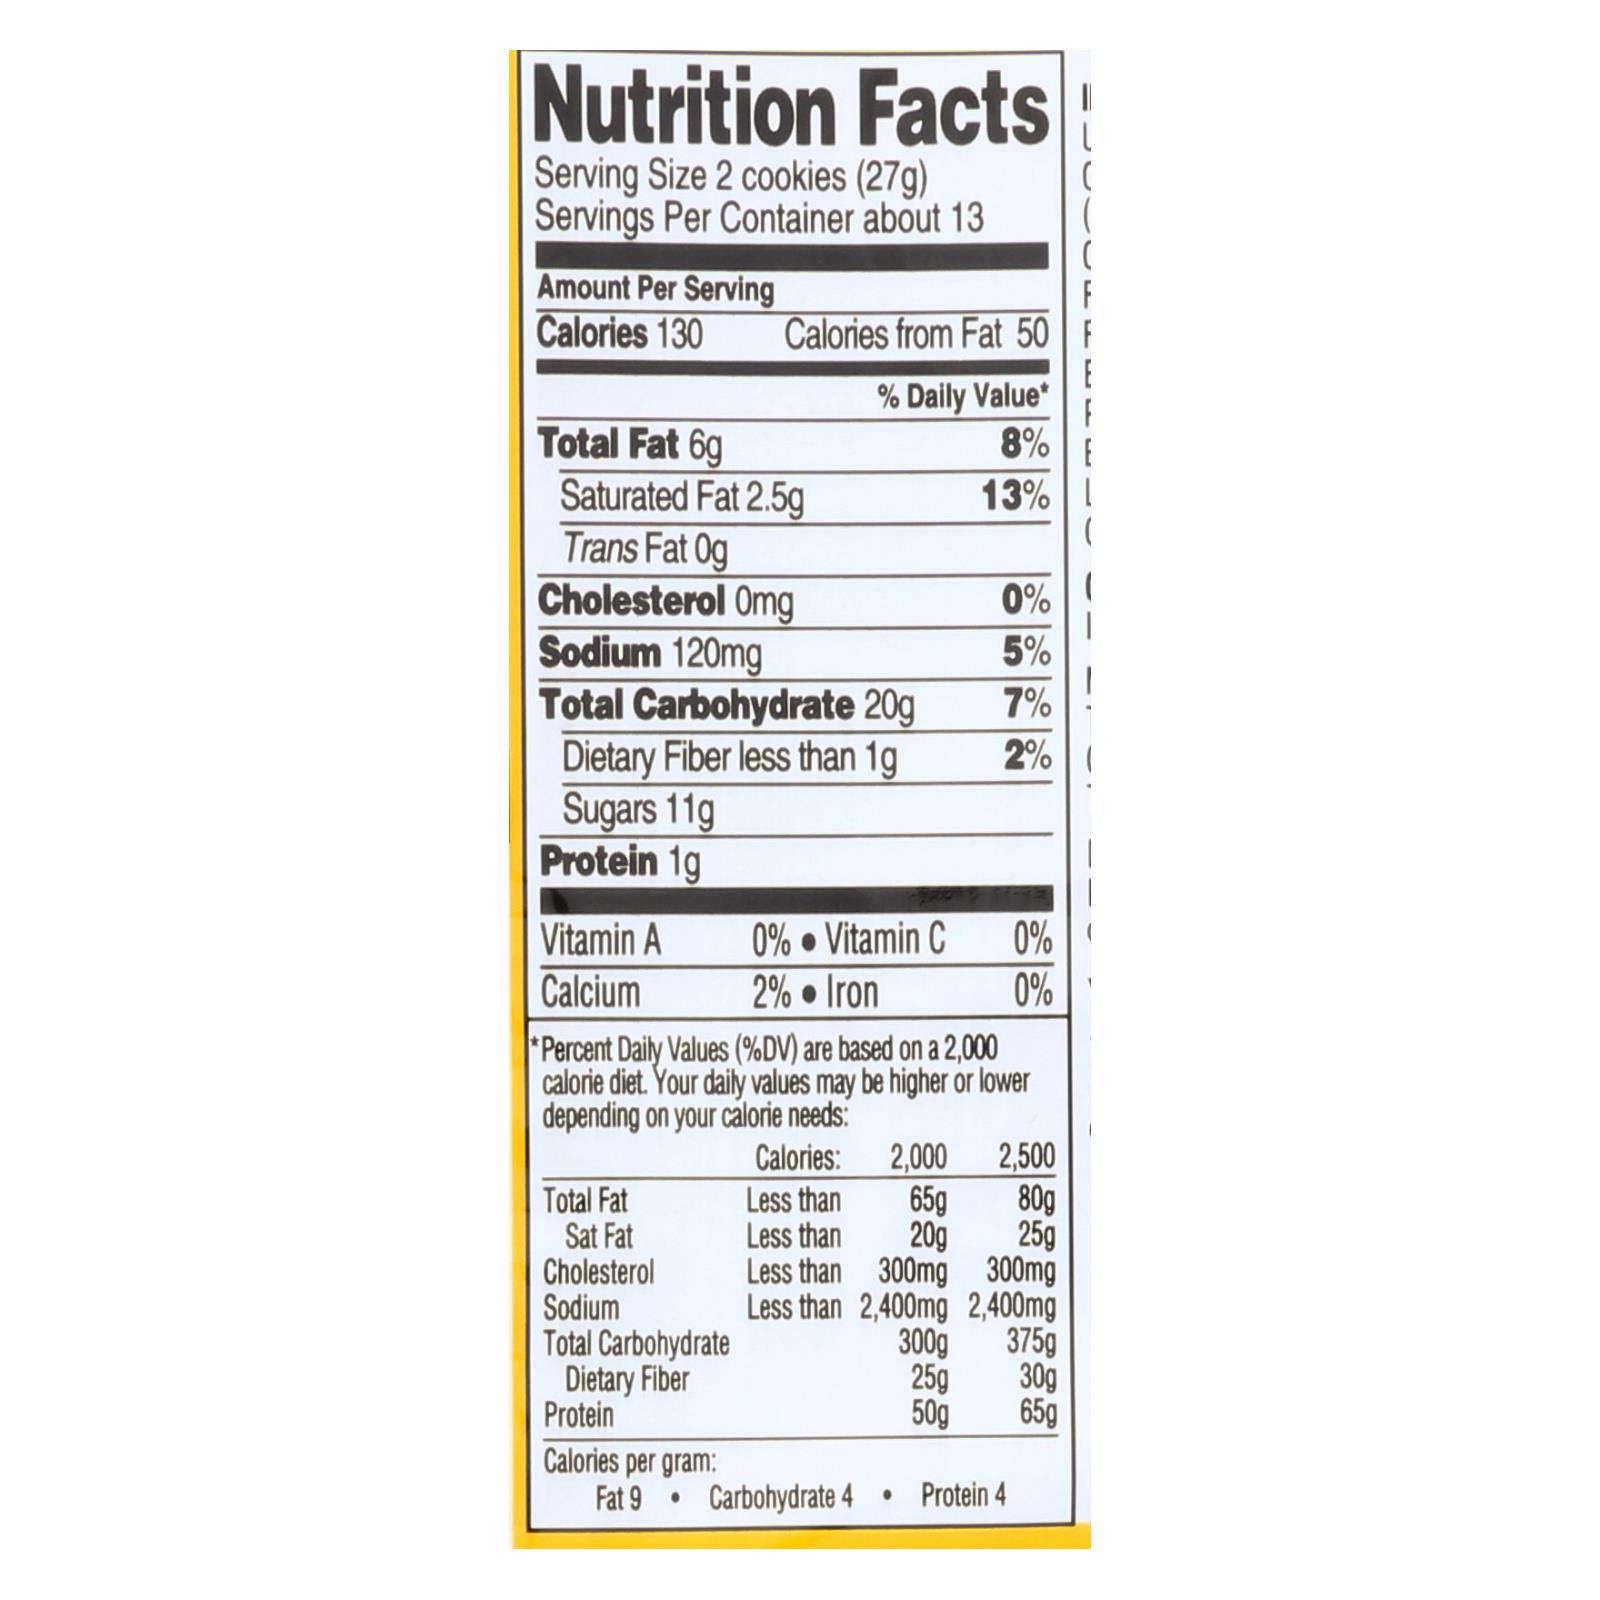 Nutrition Facts
Serving Size 2 cookies (27g)
Servings Per Container about 13
Amount Per Serving
Calories 130 Calories from Fat 50
% Daily Value*
Total Fat 6g 8%
Saturated Fat 2.5g 13%
Trans Fat 0g
Cholesterol 0mg 0%
Sodium 120mg 5%
Total Carbohydrate 20g 7%
Dietary Fiber less than 1g 2%
Sugars 11g
Protein 1g
Vitamin A 0% • Vitamin C 0%
Calcium 2% • Iron 0%
*Percent Daily Values (%DV) are based on a 2,000
calorie diet. Your daily values may be higher or lower
depending on your calorie needs:
Calories: 2,000 2,500
Total Fat Less than 65g 80g
Sat Fat Less than 20g 25g
Cholesterol Less than 300mg 300mg
Sodium Less than 2,400mg 2,400mg
Total Carbohydrate 300g 375g
Dietary Fiber 25g 30g
Protein 50g 65g
Calories per gram:
Fat 9 • Carbohydrate 4 • Protein 4